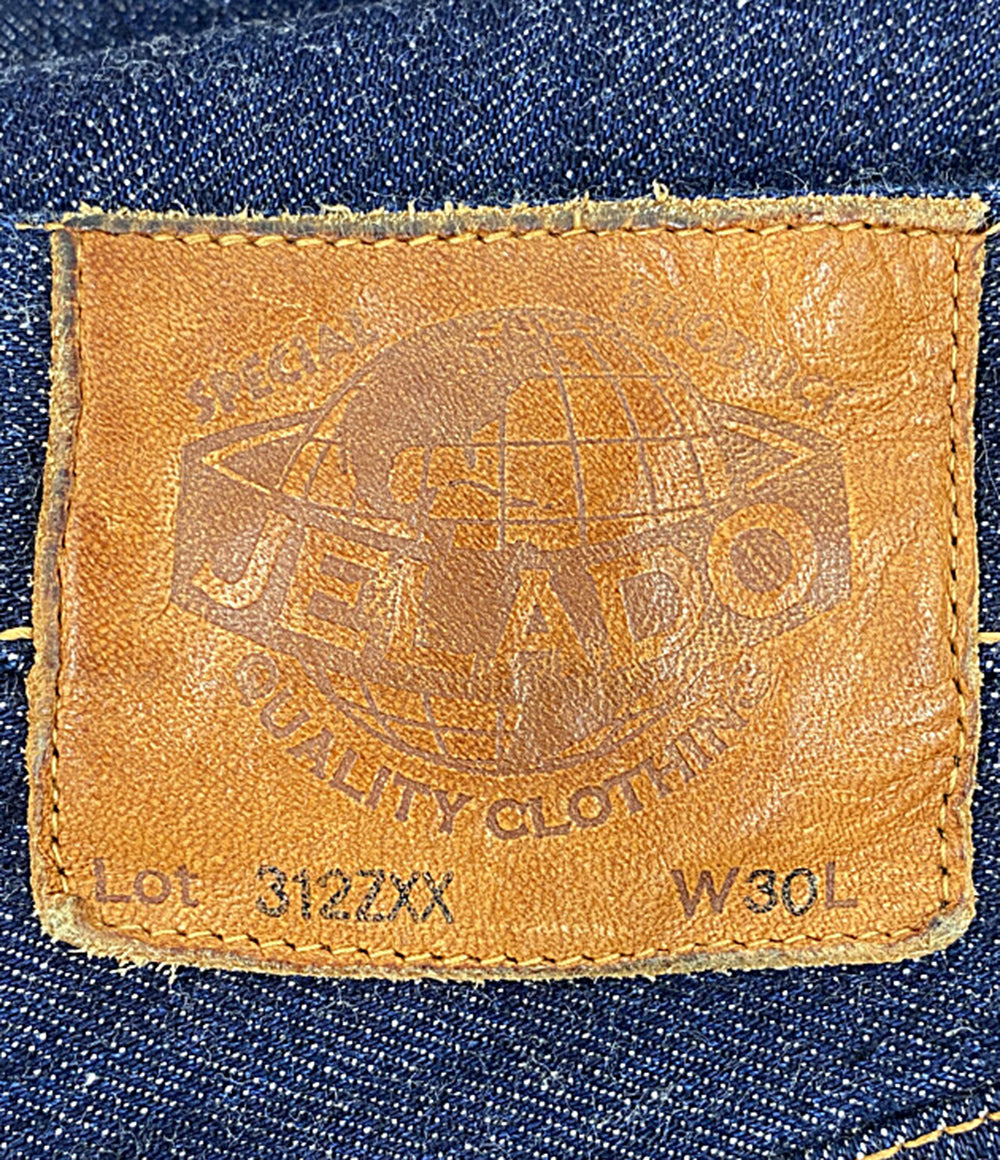 SPECIAL PRODUCT
JELADO
QUALITY CLOTHING
Lot 312ZXX W30L